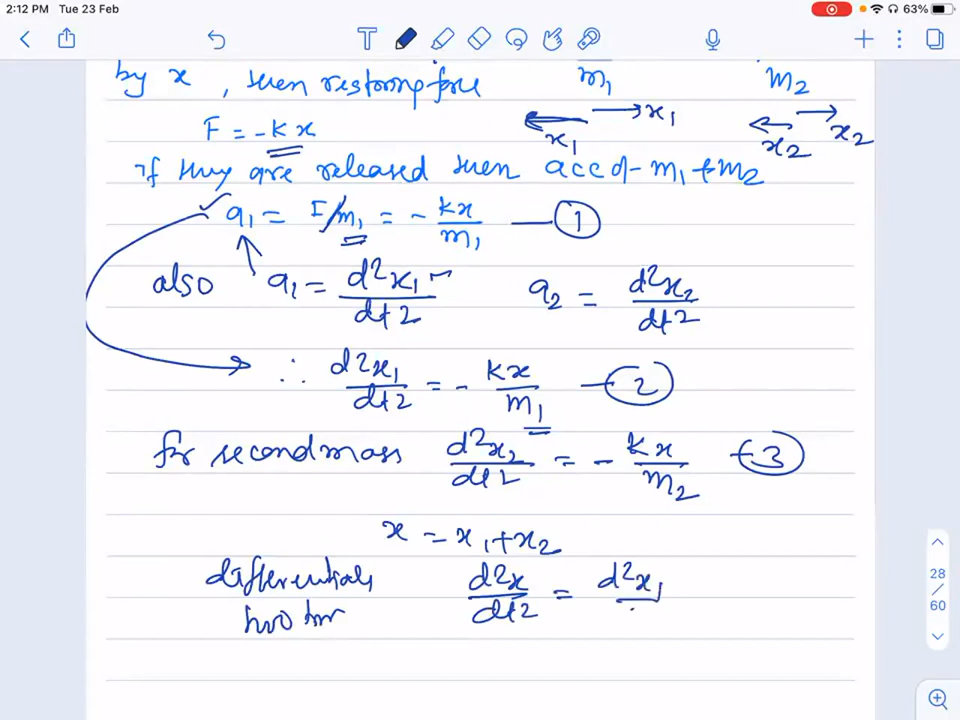 2:12 PM Tue 23 Feb 63%
by x, then restoring force m1 m2
F = -kx x1 x1 x2 x2
if they are released then acc of m1 + m2
a1 = F/m1 = - kx/m1 — 1
also a1 = d2x1/dt2 a2 = d2x2/dt2
∴ d2x1/dt2 = - kx/m1 — 2
for second mass d2x2/dt2 = - kx/m2 — 3
x = x1 + x2
differentials d2x/dt2 = d2x1
two
28
/
60